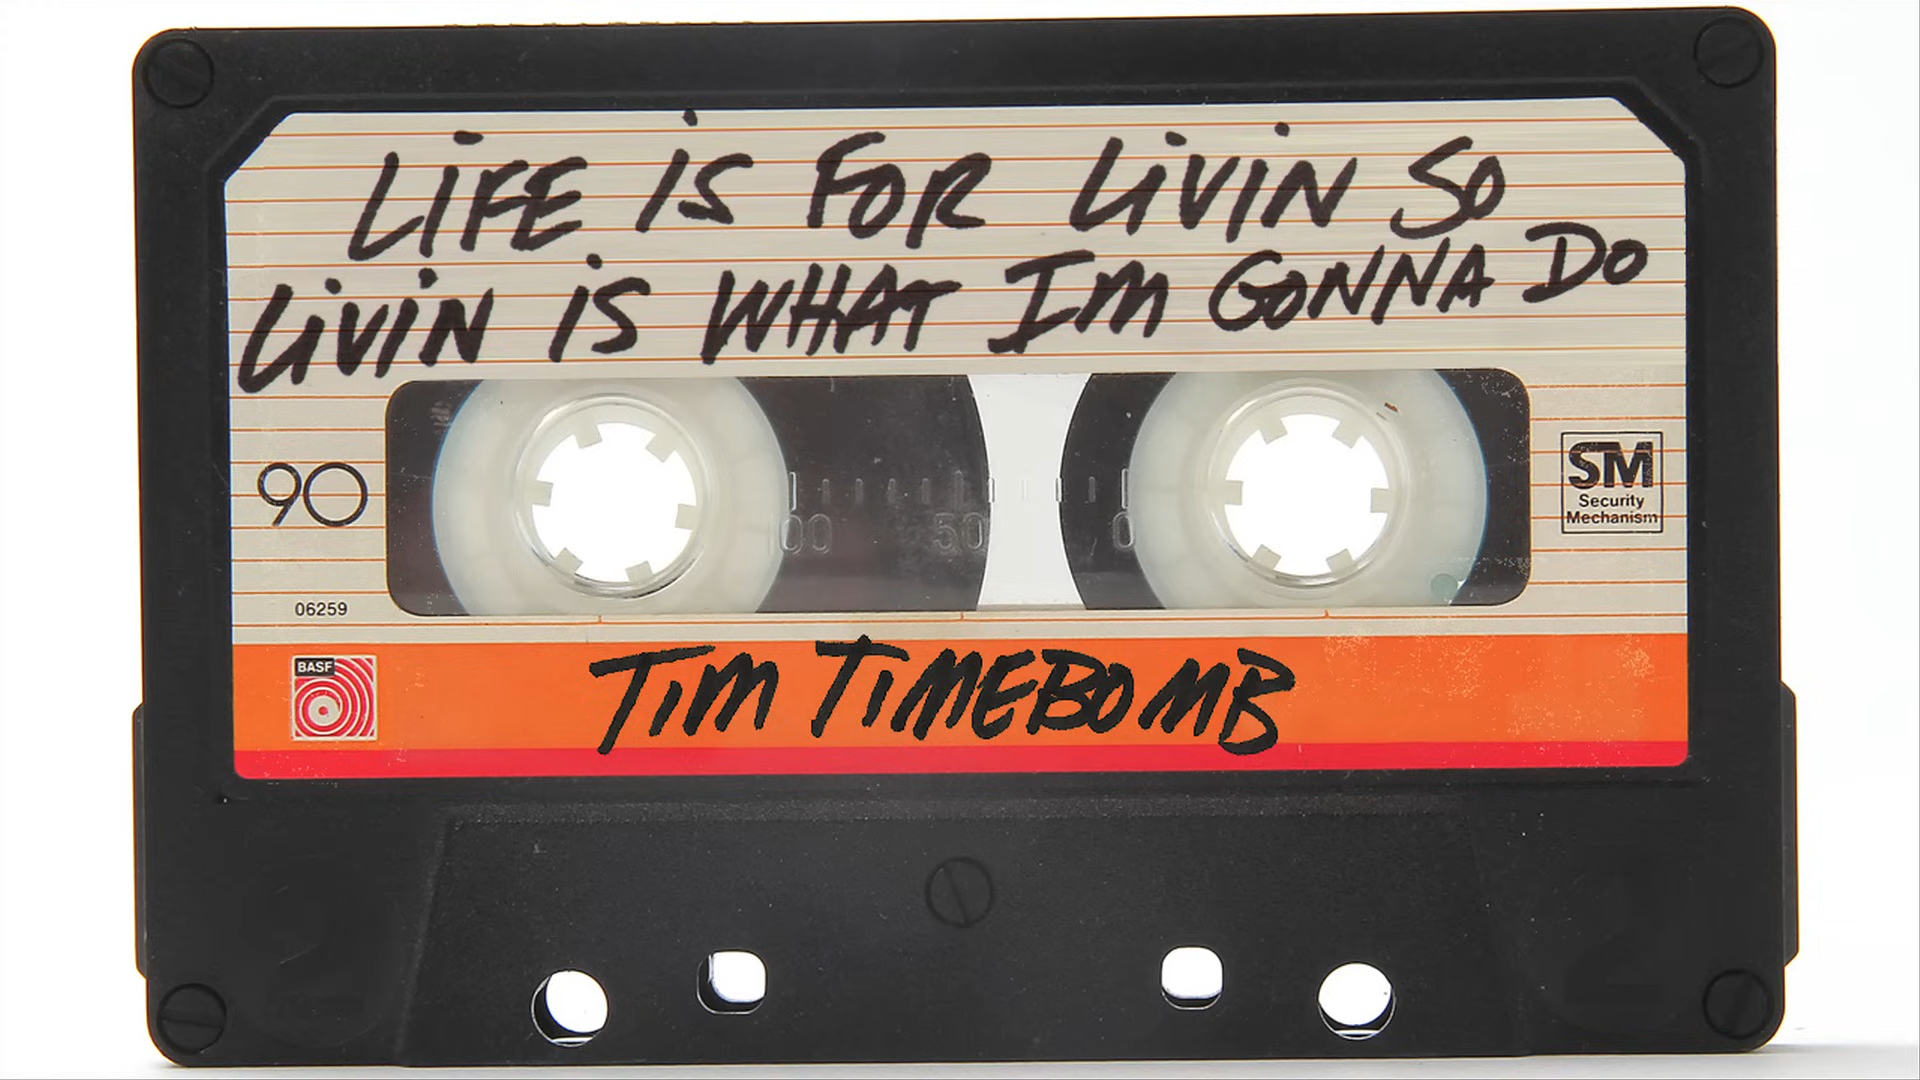 LIFE IS FOR LIVIN SO
LIVIN IS WHAT IM GONNA DO
90
100 50 0
SM
Security
Mechanism
06259
BASF
TIM TIMEBOMB